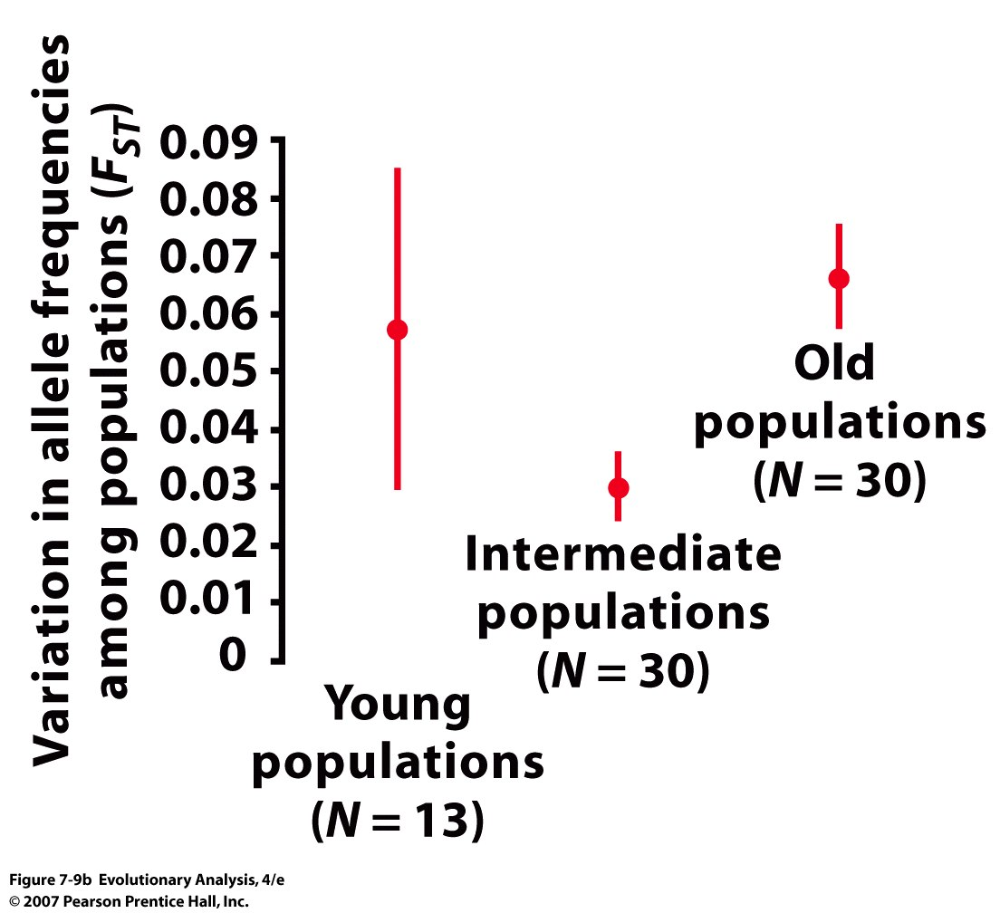 Variation in allele frequencies
among populations (FST)
0.09
0.08
0.07
0.06
0.05
0.04
0.03
0.02
0.01
0
Young
populations
(N = 13)
Intermediate
populations
(N = 30)
Old
populations
(N = 30)
Figure 7-9b Evolutionary Analysis, 4/e
© 2007 Pearson Prentice Hall, Inc.